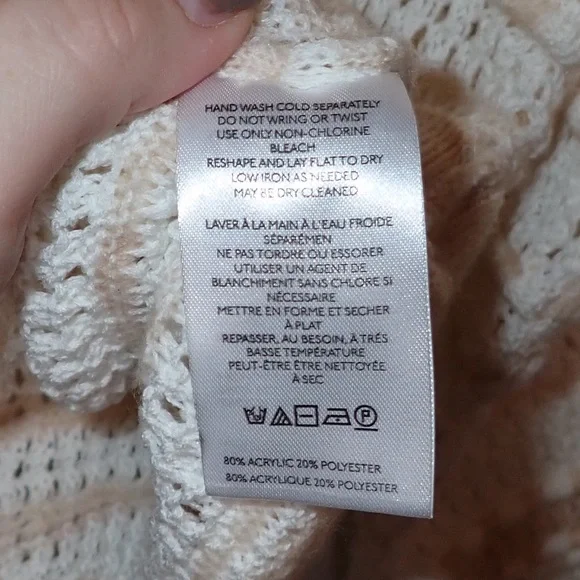 HAND WASH COLD SEPARATELY
DO NOT WRING OR TWIST
USE ONLY NON-CHLORINE
BLEACH
RESHAPE AND LAY FLAT TO DRY
LOW IRON AS NEEDED
MAY BE DRY CLEANED
LAVER À LA MAIN À L'EAU FROIDE
SÉPARÉMEN
NE PAS TORDRE OU ESSORER
UTILISER UN AGENT DE
BLANCHIMENT SANS CHLORE SI
NÉCESSAIRE
METTRE EN FORME ET SECHER
À PLAT
REPASSER, AU BESOIN, À TRÉS
BASSE TEMPÉRATURE
PEUT-ÊTRE ÊTRE NETTOYÉE
À SEC
P
80% ACRYLIC 20% POLYESTER
80% ACRYLIQUE 20% POLYESTER